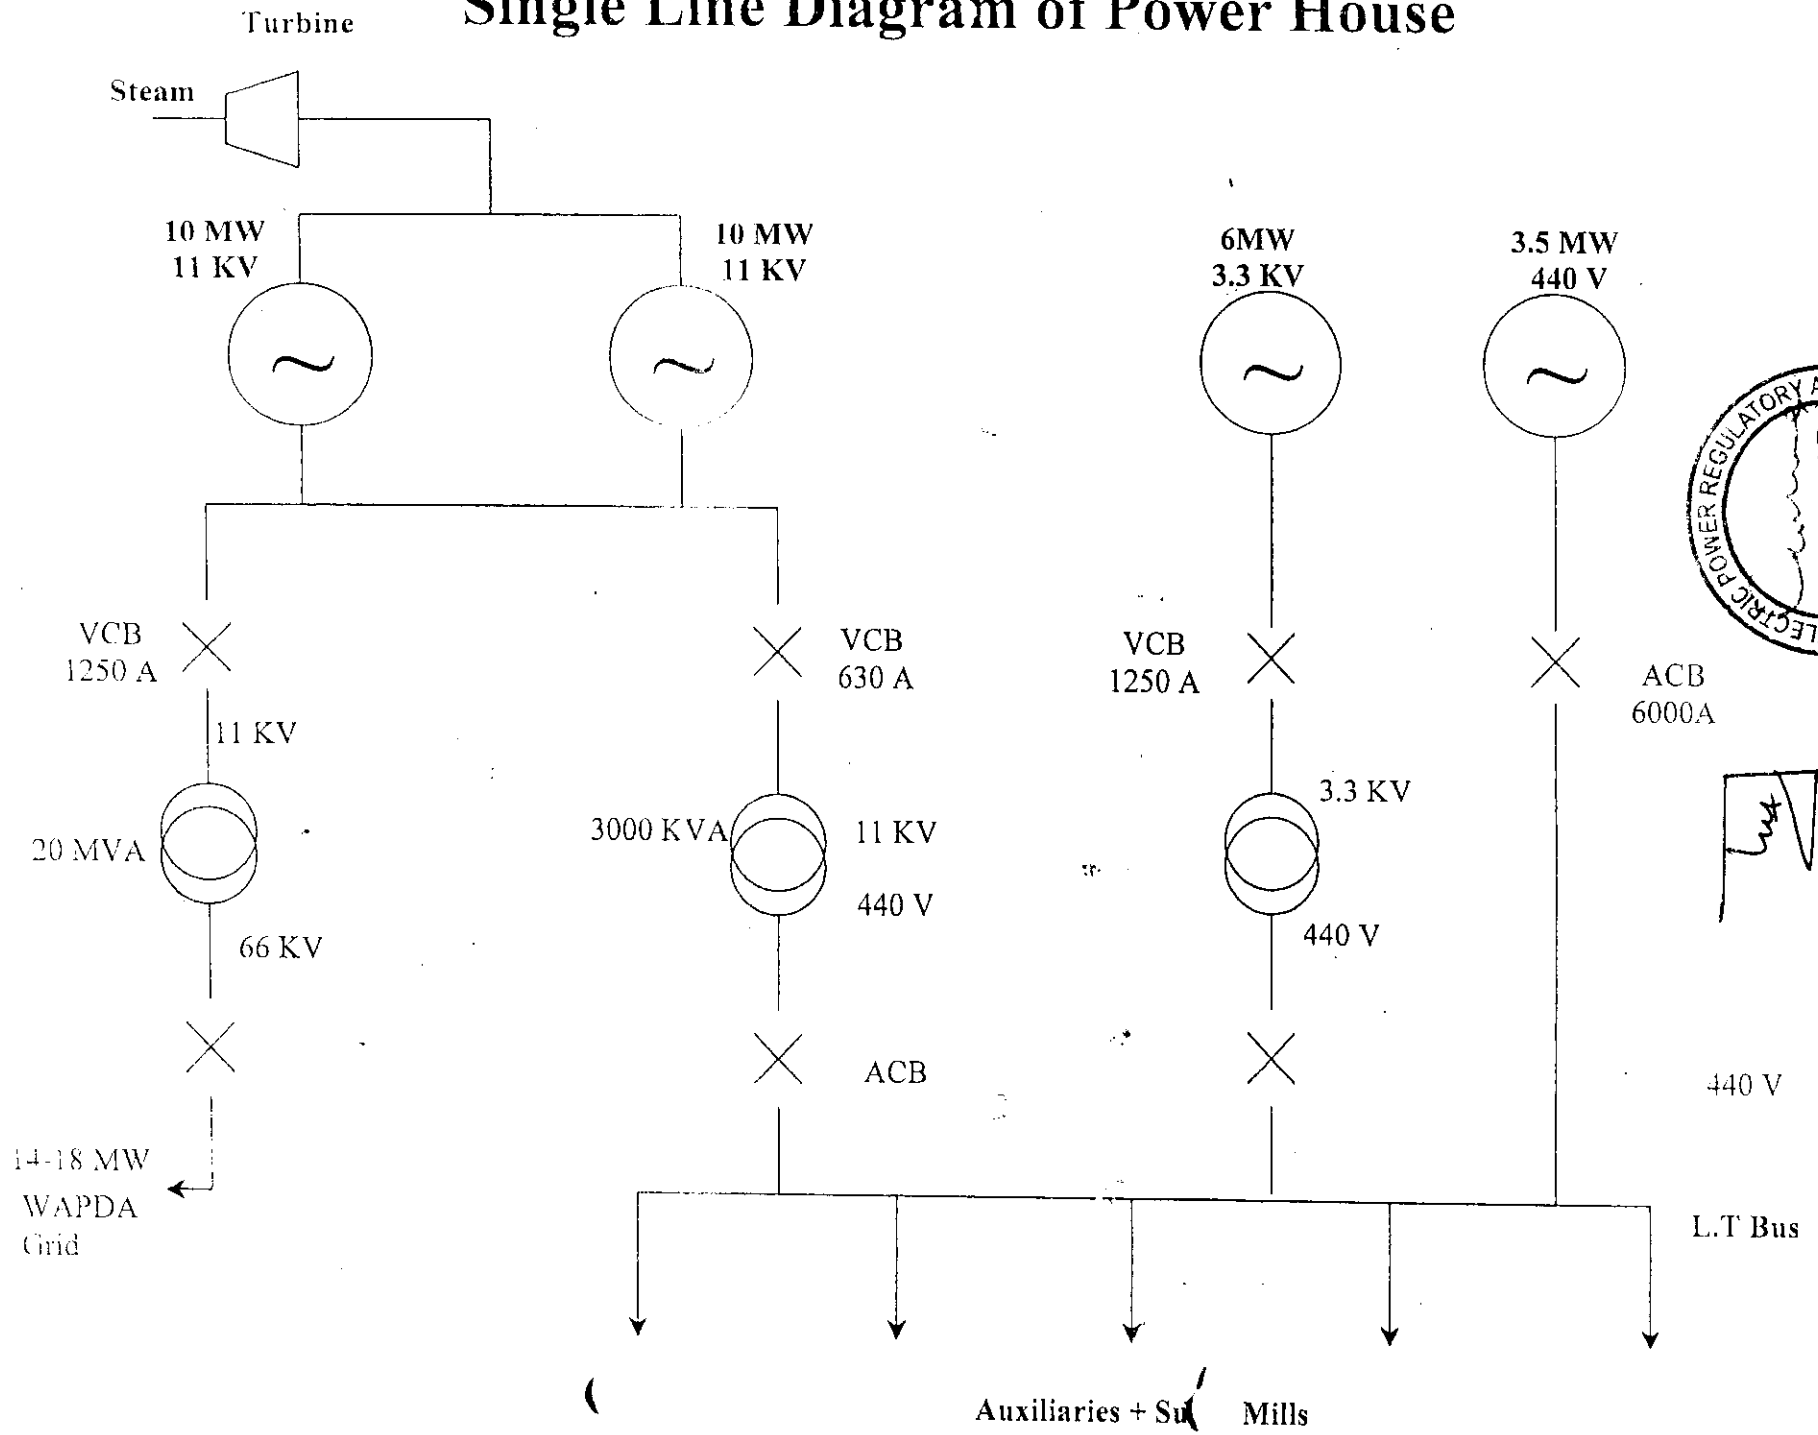 Single Line Diagram of Power House
Turbine
Steam
10 MW
11 KV
10 MW
11 KV
6MW
3.3 KV
3.5 MW
440 V
LECTRIC POWER REGULATORY A
VCB
1250 A
VCB
630 A
VCB
1250 A
ACB
6000A
11 KV
20 MVA
66 KV
3000 KVA
11 KV
440 V
3.3 KV
440 V
ACB
440 V
14-18 MW
WAPDA
Grid
L.T Bus
Auxiliaries + Su Mills